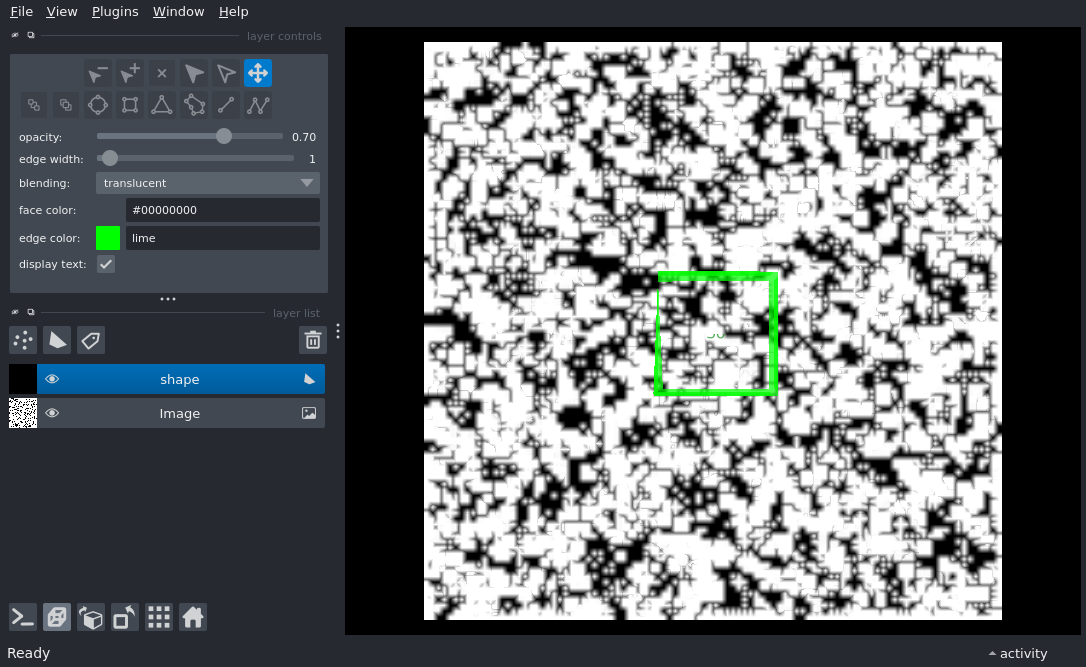 File View Plugins Window Help
layer controls
opacity: 0.70
edge width: 1
blending: translucent
face color: #00000000
edge color: lime
display text:
layer list
shape
Image
Ready
activity